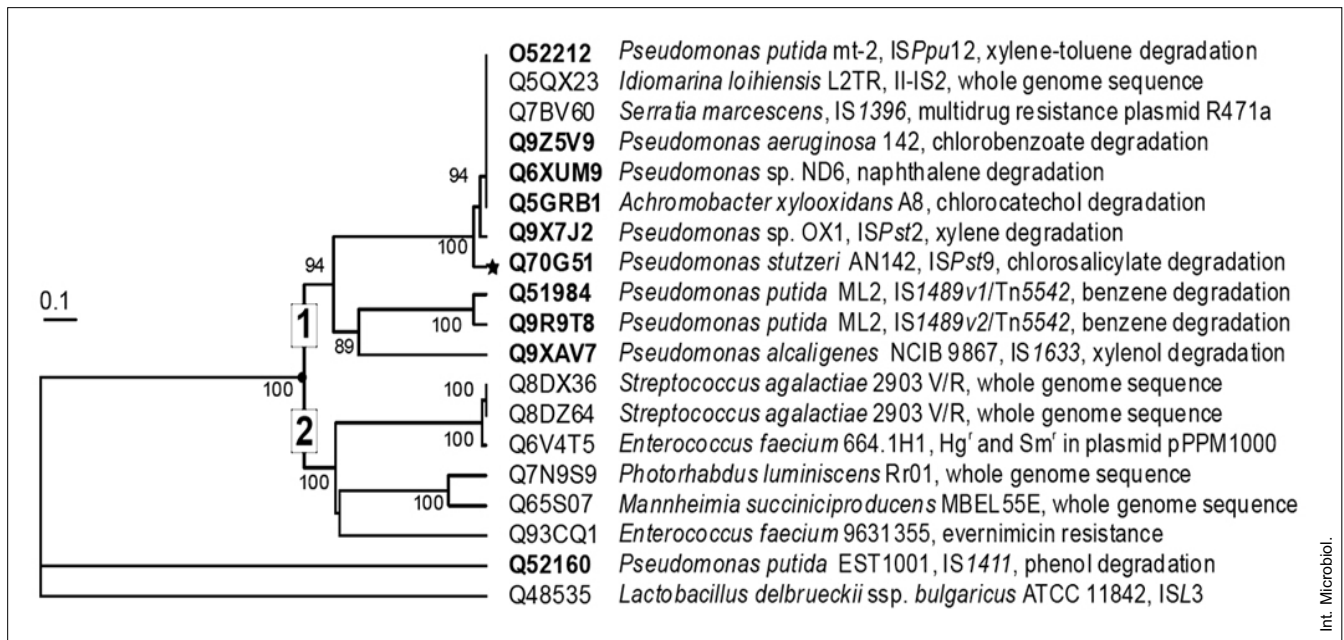 O52212 Pseudomonas putida mt-2, ISPpu12, xylene-toluene degradation
Q5QX23 Idiomarina loihiensis L2TR, II-IS2, whole genome sequence
Q7BV60 Serratia marcescens, IS1396, multidrug resistance plasmid R471a
Q9Z5V9 Pseudomonas aeruginosa 142, chlorobenzoate degradation
94 Q6XUM9 Pseudomonas sp. ND6, naphthalene degradation
Q5GRB1 Achromobacter xylooxidans A8, chlorocatechol degradation
100 Q9X7J2 Pseudomonas sp. OX1, ISPst2, xylene degradation
94 Q70G51 Pseudomonas stutzeri AN142, ISPst9, chlorosalicylate degradation
0.1 Q51984 Pseudomonas putida ML2, IS1489v1/Tn5542, benzene degradation
1 100 Q9R9T8 Pseudomonas putida ML2, IS1489v2/Tn5542, benzene degradation
89 Q9XAV7 Pseudomonas alcaligenes NCIB 9867, IS1633, xylenol degradation
100 100 Q8DX36 Streptococcus agalactiae 2903 V/R, whole genome sequence
Q8DZ64 Streptococcus agalactiae 2903 V/R, whole genome sequence
2 100 Q6V4T5 Enterococcus faecium 664.1H1, Hgʳ and Smʳ in plasmid pPPM1000
100 Q7N9S9 Photorhabdus luminiscens Rr01, whole genome sequence
100 Q65S07 Mannheimia succiniciproducens MBEL55E, whole genome sequence
Q93CQ1 Enterococcus faecium 9631355, evernimicin resistance
Q52160 Pseudomonas putida EST1001, IS1411, phenol degradation
Q48535 Lactobacillus delbrueckii ssp. bulgaricus ATCC 11842, ISL3
Int. Microbiol.